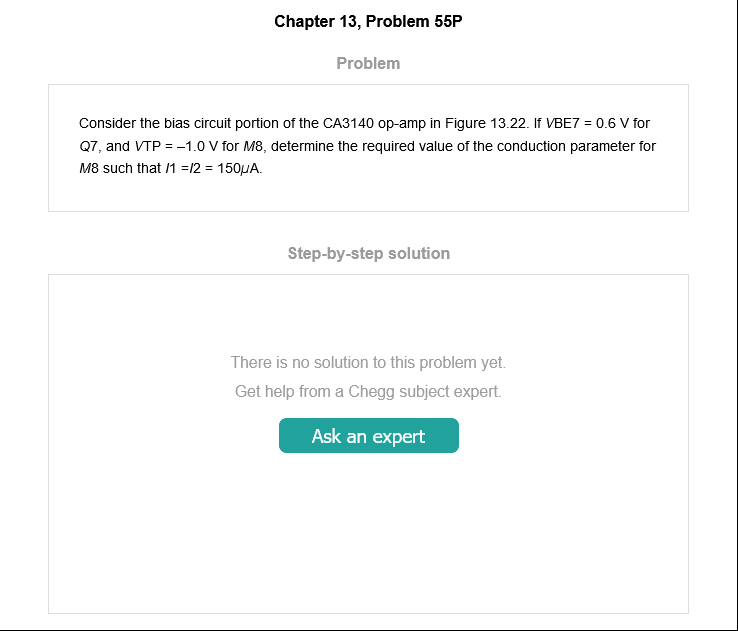 Chapter 13, Problem 55P
Problem
Consider the bias circuit portion of the CA3140 op-amp in Figure 13.22. If VBE7 = 0.6 V for
Q7, and VTP = –1.0 V for M8, determine the required value of the conduction parameter for
M8 such that I1 =I2 = 150μA.
Step-by-step solution
There is no solution to this problem yet.
Get help from a Chegg subject expert.
Ask an expert